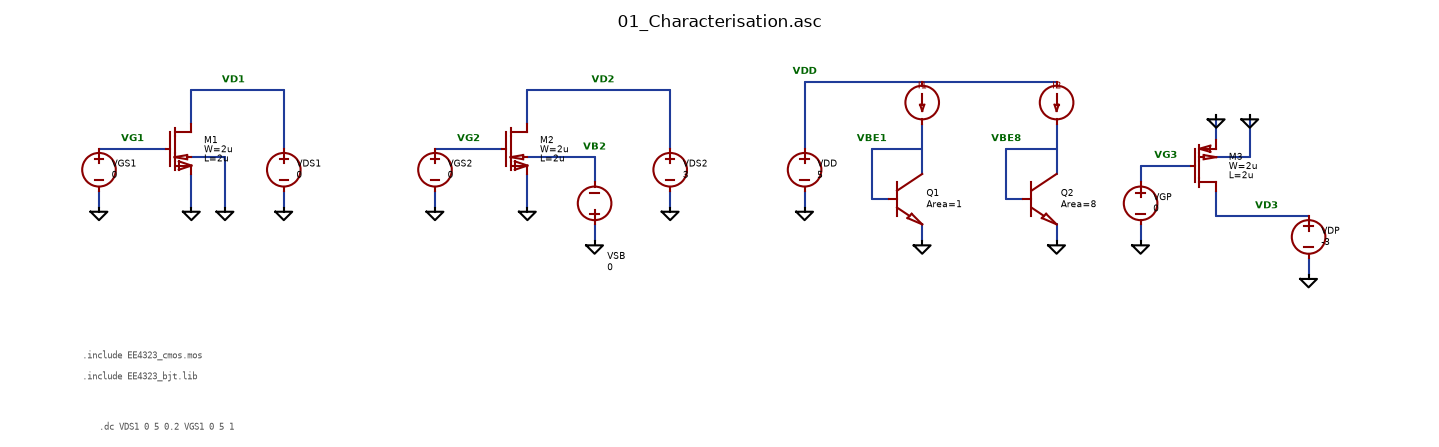 01_Characterisation.asc
VD1
VG1
VGS1
0
M1
W=2u
L=2u
VDS1
0
VD2
VG2
VGS2
0
M2
W=2u
L=2u
VB2
VSB
0
VDS2
3
VDD
VDD
5
I1
I2
VBE1
Q1
Area=1
VBE8
Q2
Area=8
VG3
VGP
0
M3
W=2u
L=2u
VD3
VDP
-3
.include EE4323_cmos.mos
.include EE4323_bjt.lib
.dc VDS1 0 5 0.2 VGS1 0 5 1